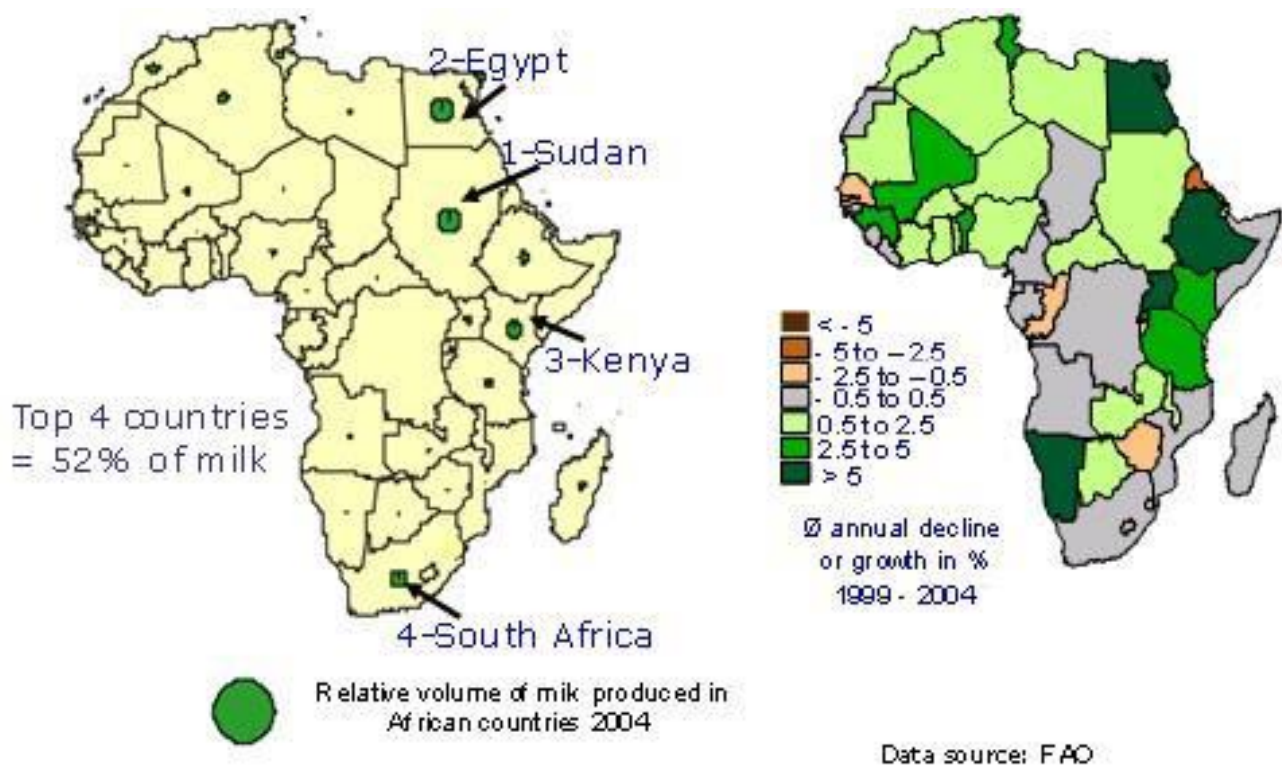 2-Egypt
1-Sudan
3-Kenya
Top 4 countries
= 52% of milk
4-South Africa
Relative volume of milk produced in
African countries 2004
< - 5
- 5 to – 2.5
- 2.5 to – 0.5
- 0.5 to 0.5
0.5 to 2.5
2.5 to 5
> 5
Ø annual decline
or growth in %
1999 - 2004
Data source: FAO